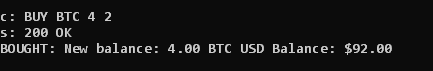 c: BUY BTC 4 2
s: 200 OK
BOUGHT: New balance: 4.00 BTC USD Balance: $92.00